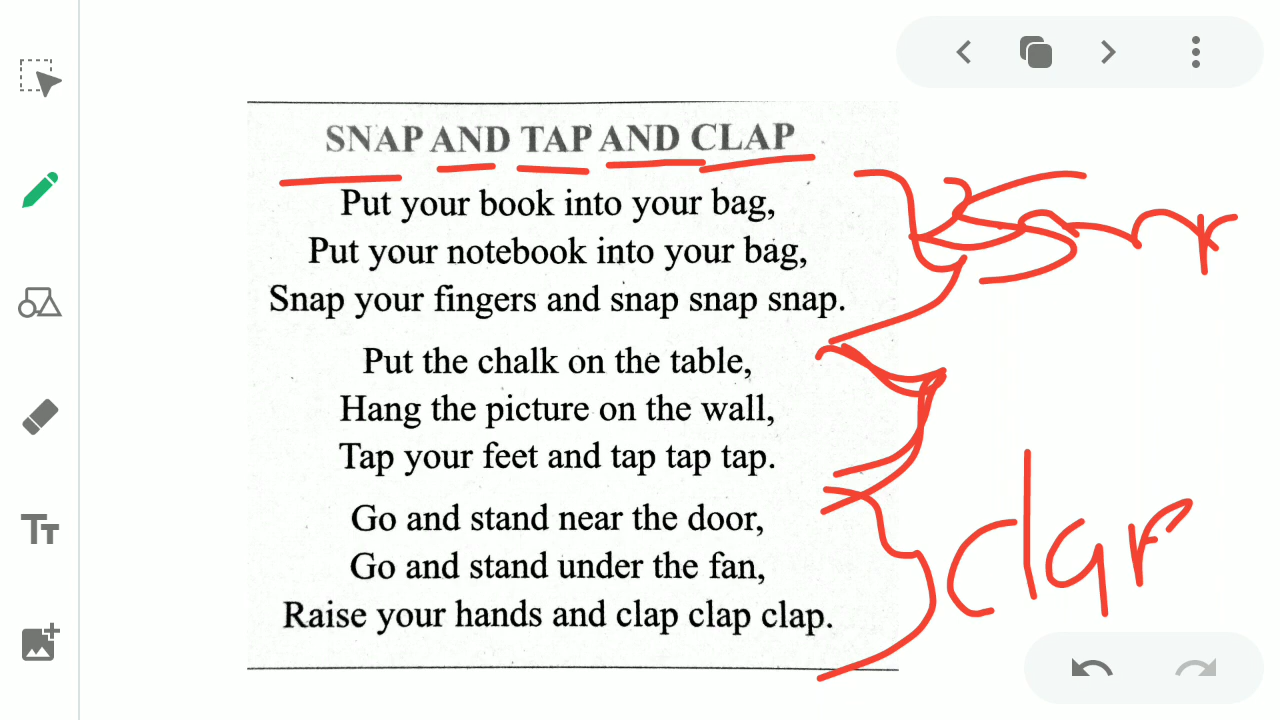 SNAP AND TAP AND CLAP
Put your book into your bag,
Put your notebook into your bag,
Snap your fingers and snap snap snap.
Put the chalk on the table,
Hang the picture on the wall,
Tap your feet and tap tap tap.
Go and stand near the door,
Go and stand under the fan,
Raise your hands and clap clap clap.
clap